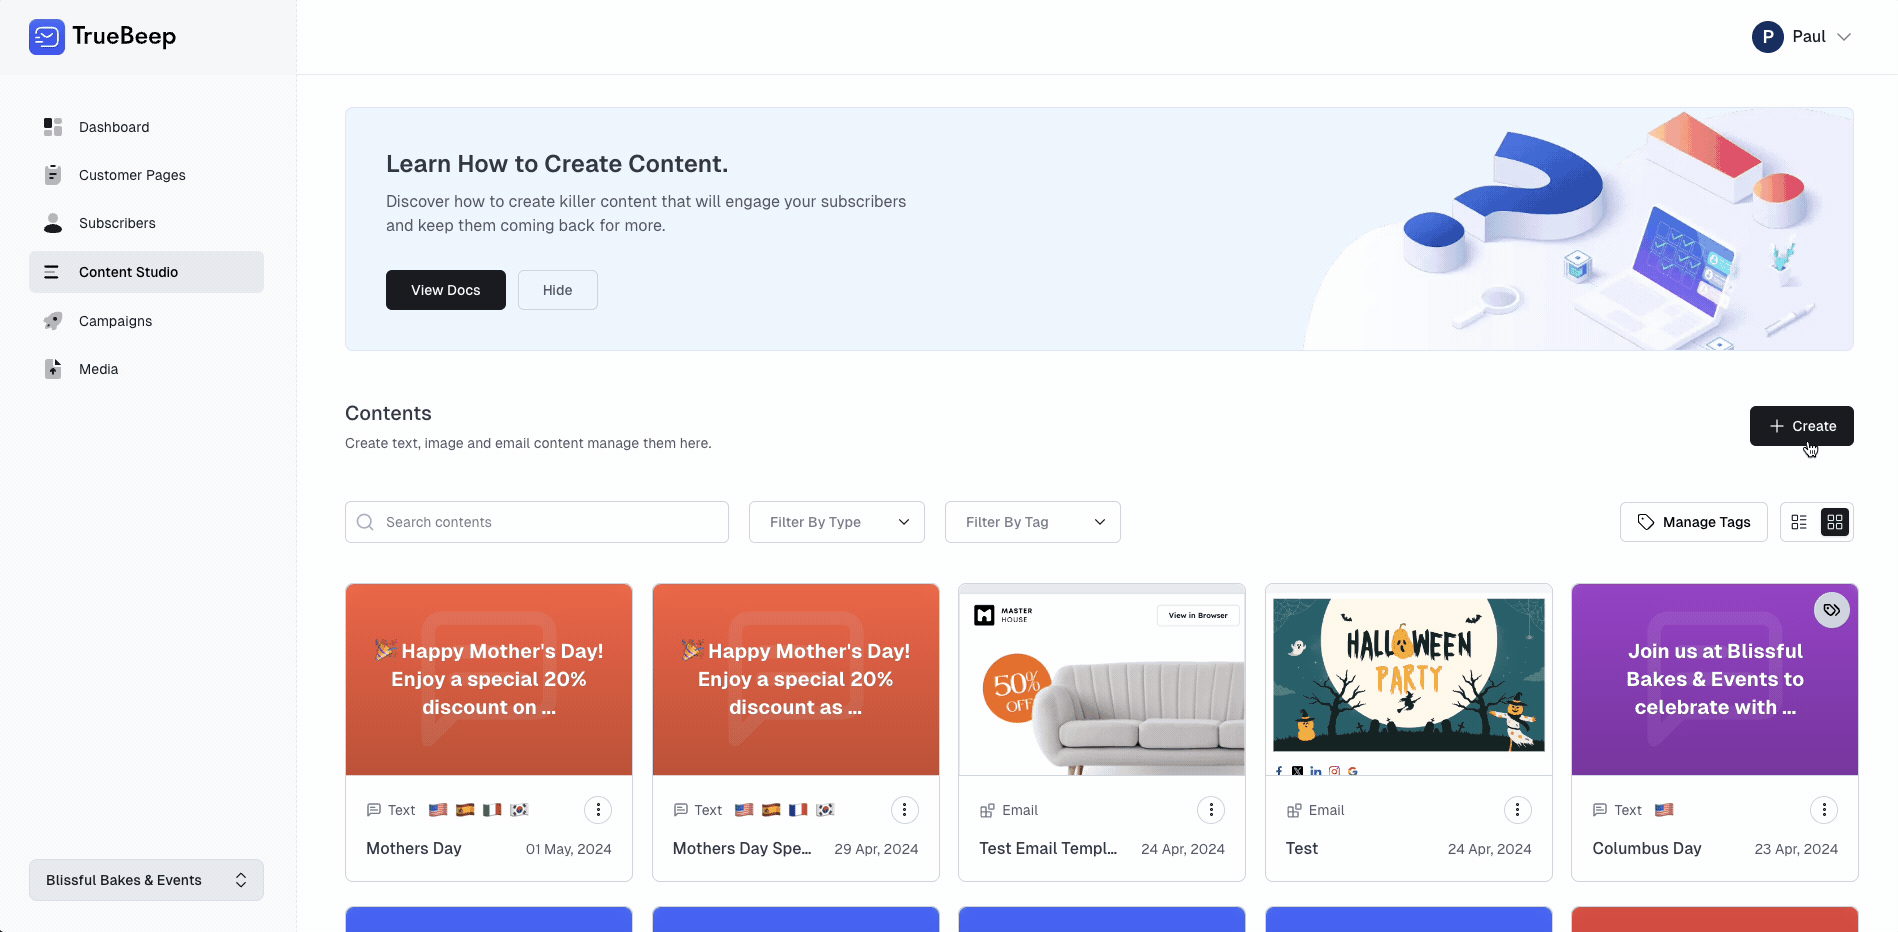 TrueBeep
P Paul
Dashboard
Customer Pages
Subscribers
Content Studio
Campaigns
Media
Blissful Bakes & Events
Learn How to Create Content.
Discover how to create killer content that will engage your subscribers
and keep them coming back for more.
View Docs
Hide
Contents
Create text, image and email content manage them here.
Create
Search contents
Filter By Type
Filter By Tag
Manage Tags
🎉 Happy Mother's Day!
Enjoy a special 20%
discount on ...
Text
Mothers Day
01 May, 2024
🎉 Happy Mother's Day!
Enjoy a special 20%
discount as ...
Text
Mothers Day Spe...
29 Apr, 2024
MASTER
HOUSE
View in Browser
50%
OFF
Email
Test Email Templ...
24 Apr, 2024
HALLOWEEN
PARTY
Email
Test
24 Apr, 2024
Join us at Blissful
Bakes & Events to
celebrate with ...
Text
Columbus Day
23 Apr, 2024